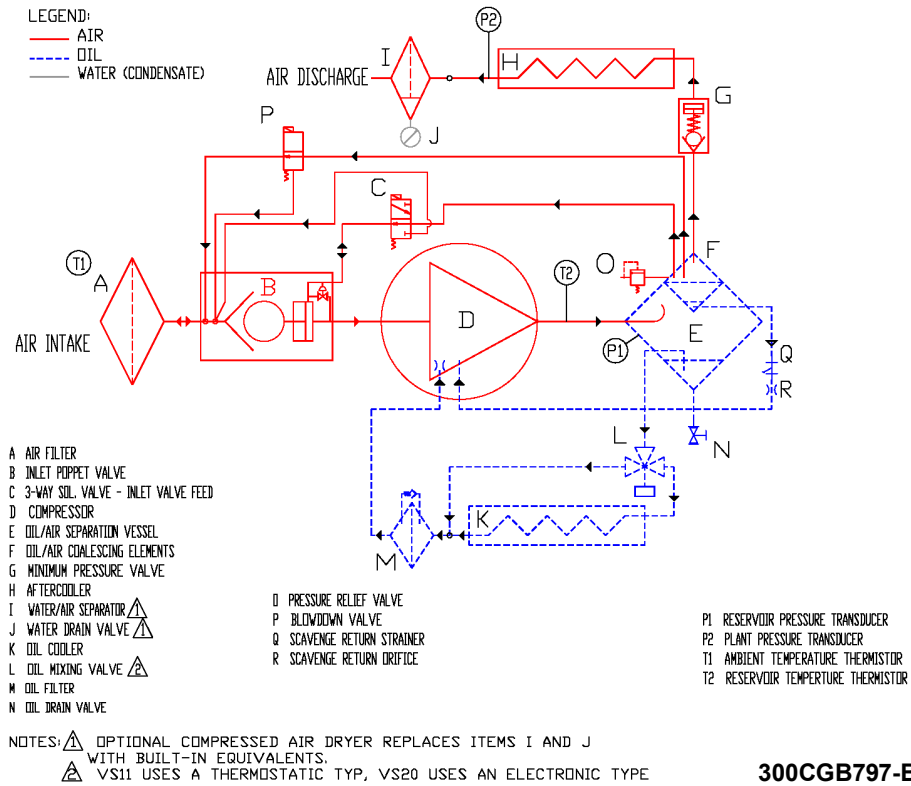 LEGEND:
AIR
OIL
WATER (CONDENSATE)
P2
I
H
AIR DISCHARGE
G
P
J
C
T1
A
T2
O
F
B
D
E
AIR INTAKE
P1
Q
R
L
N
K
M
A AIR FILTER
B INLET POPPET VALVE
C 3-WAY SOL. VALVE - INLET VALVE FEED
D COMPRESSOR
E OIL/AIR SEPARATION VESSEL
F OIL/AIR COALESCING ELEMENTS
G MINIMUM PRESSURE VALVE
H AFTERCOOLER
I WATER/AIR SEPARATOR 1
J WATER DRAIN VALVE 1
K OIL COOLER
L OIL MIXING VALVE 2
M OIL FILTER
N OIL DRAIN VALVE
O PRESSURE RELIEF VALVE
P BLOWDOWN VALVE
Q SCAVENGE RETURN STRAINER
R SCAVENGE RETURN ORIFICE
P1 RESERVOIR PRESSURE TRANSDUCER
P2 PLANT PRESSURE TRANSDUCER
T1 AMBIENT TEMPERATURE THERMISTOR
T2 RESERVOIR TEMPERTURE THERMISTOR
NOTES: 1 OPTIONAL COMPRESSED AIR DRYER REPLACES ITEMS I AND J
WITH BUILT-IN EQUIVALENTS.
2 VS11 USES A THERMOSTATIC TYP, VS20 USES AN ELECTRONIC TYPE
300CGB797-B